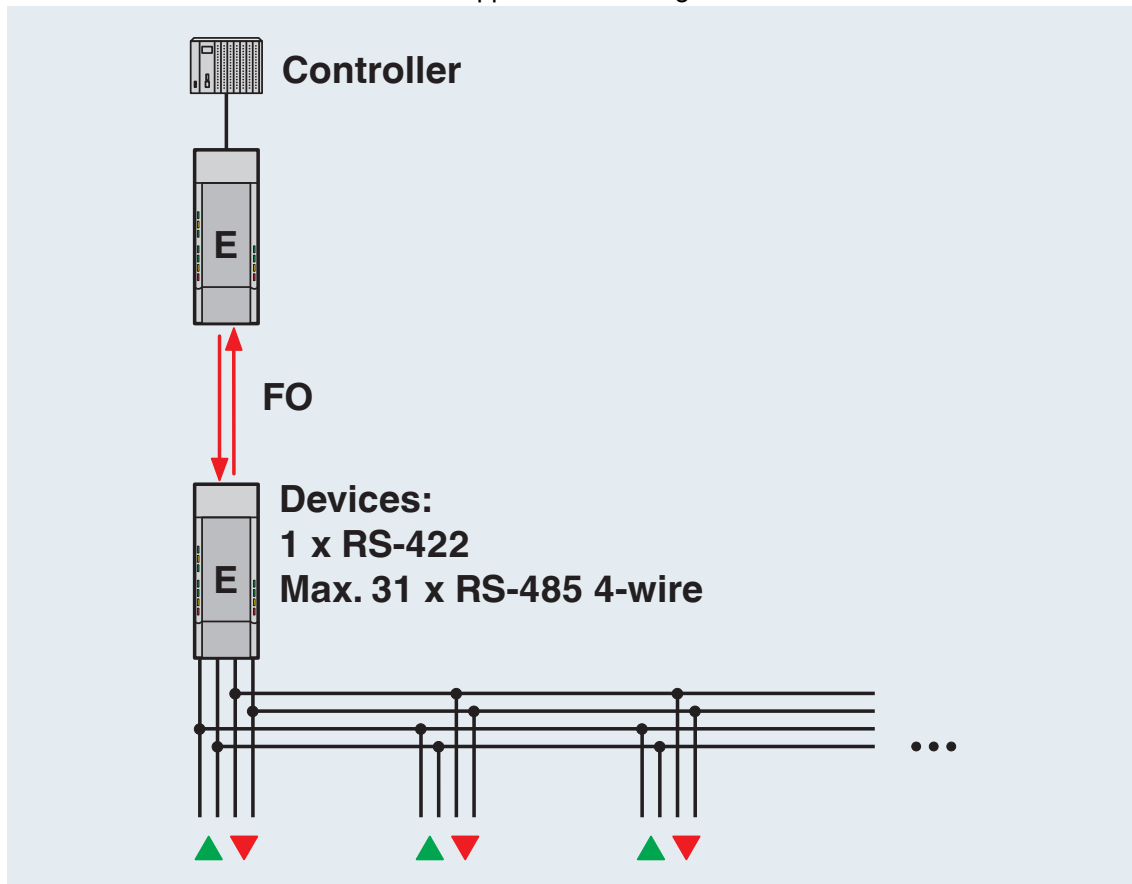 Controller
E
FO
Devices:
1 x RS-422
Max. 31 x RS-485 4-wire
E